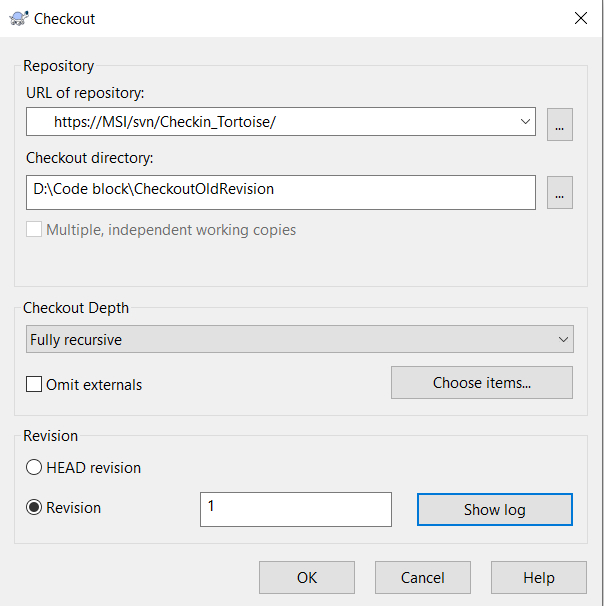 Checkout
Repository
URL of repository:
https://MSI/svn/Checkin_Tortoise/
...
Checkout directory:
D:\Code block\CheckoutOldRevision
...
Multiple, independent working copies
Checkout Depth
Fully recursive
Omit externals
Choose items...
Revision
HEAD revision
Revision
1
Show log
OK
Cancel
Help